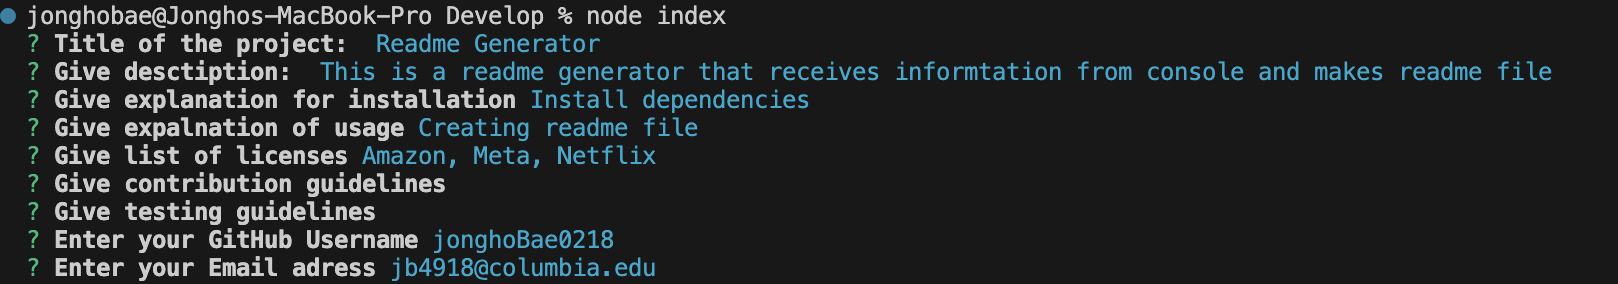 jonghobae@Jonghos-MacBook-Pro Develop % node index
? Title of the project:  Readme Generator
? Give desctiption:  This is a readme generator that receives informtation from console and makes readme file
? Give explanation for installation Install dependencies
? Give expalnation of usage Creating readme file
? Give list of licenses Amazon, Meta, Netflix
? Give contribution guidelines
? Give testing guidelines
? Enter your GitHub Username jonghoBae0218
? Enter your Email adress jb4918@columbia.edu